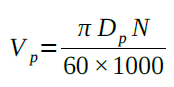 V_p = π D_p N / 60 × 1000